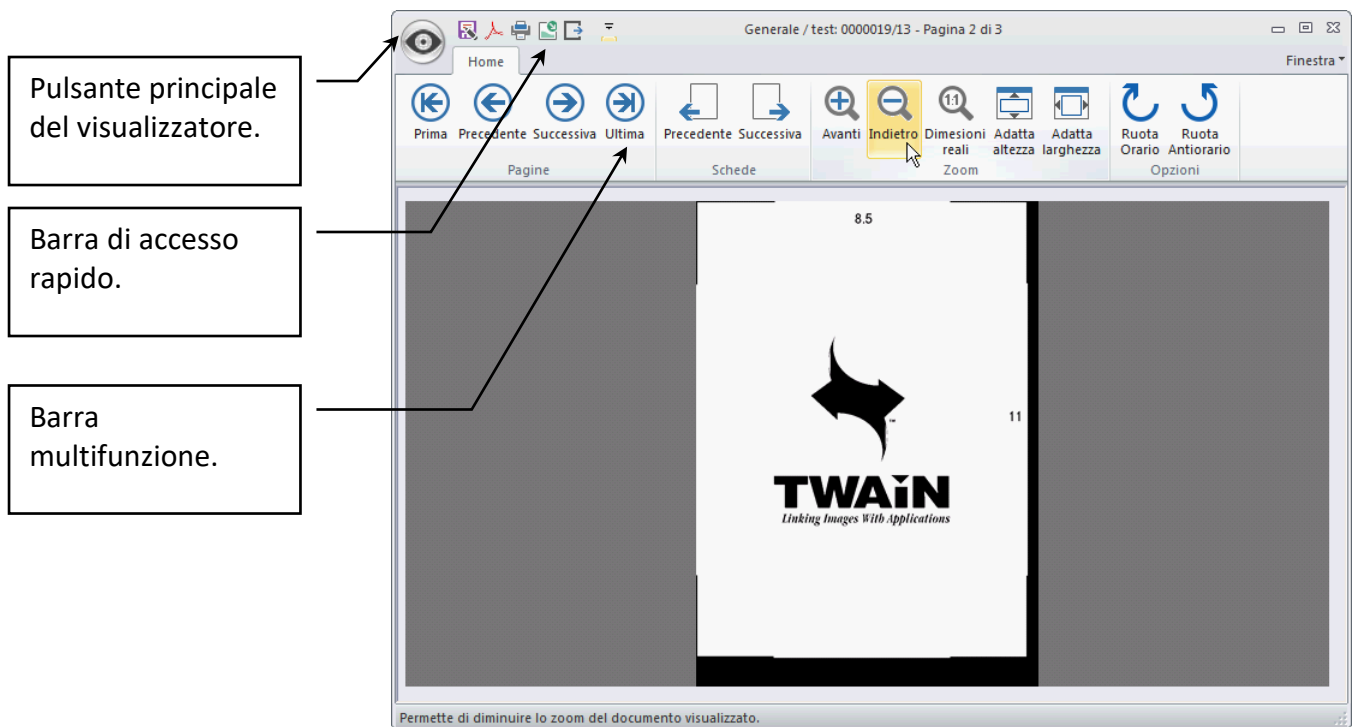 Generale / test: 0000019/13 - Pagina 2 di 3
Home
Finestra
Pulsante principale
del visualizzatore.
Prima Precedente Successiva Ultima
Precedente Successiva
Avanti Indietro Dimesioni
reali
Adatta
altezza
Adatta
larghezza
Ruota
Orario
Ruota
Antiorario
Pagine
Schede
Zoom
Opzioni
Barra di accesso
rapido.
Barra
multifunzione.
1:1
8.5
11
TWAiN
™
Linking Images With Applications
Permette di diminuire lo zoom del documento visualizzato.